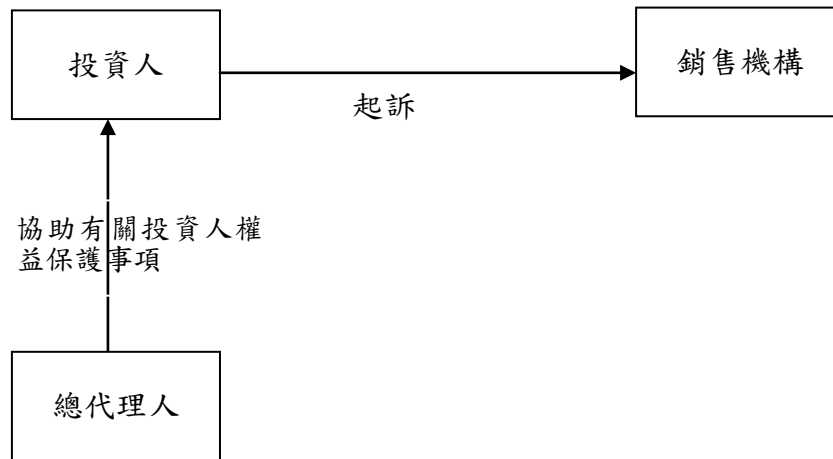 投資人
銷售機構
起訴
協助有關投資人權
益保護事項
總代理人